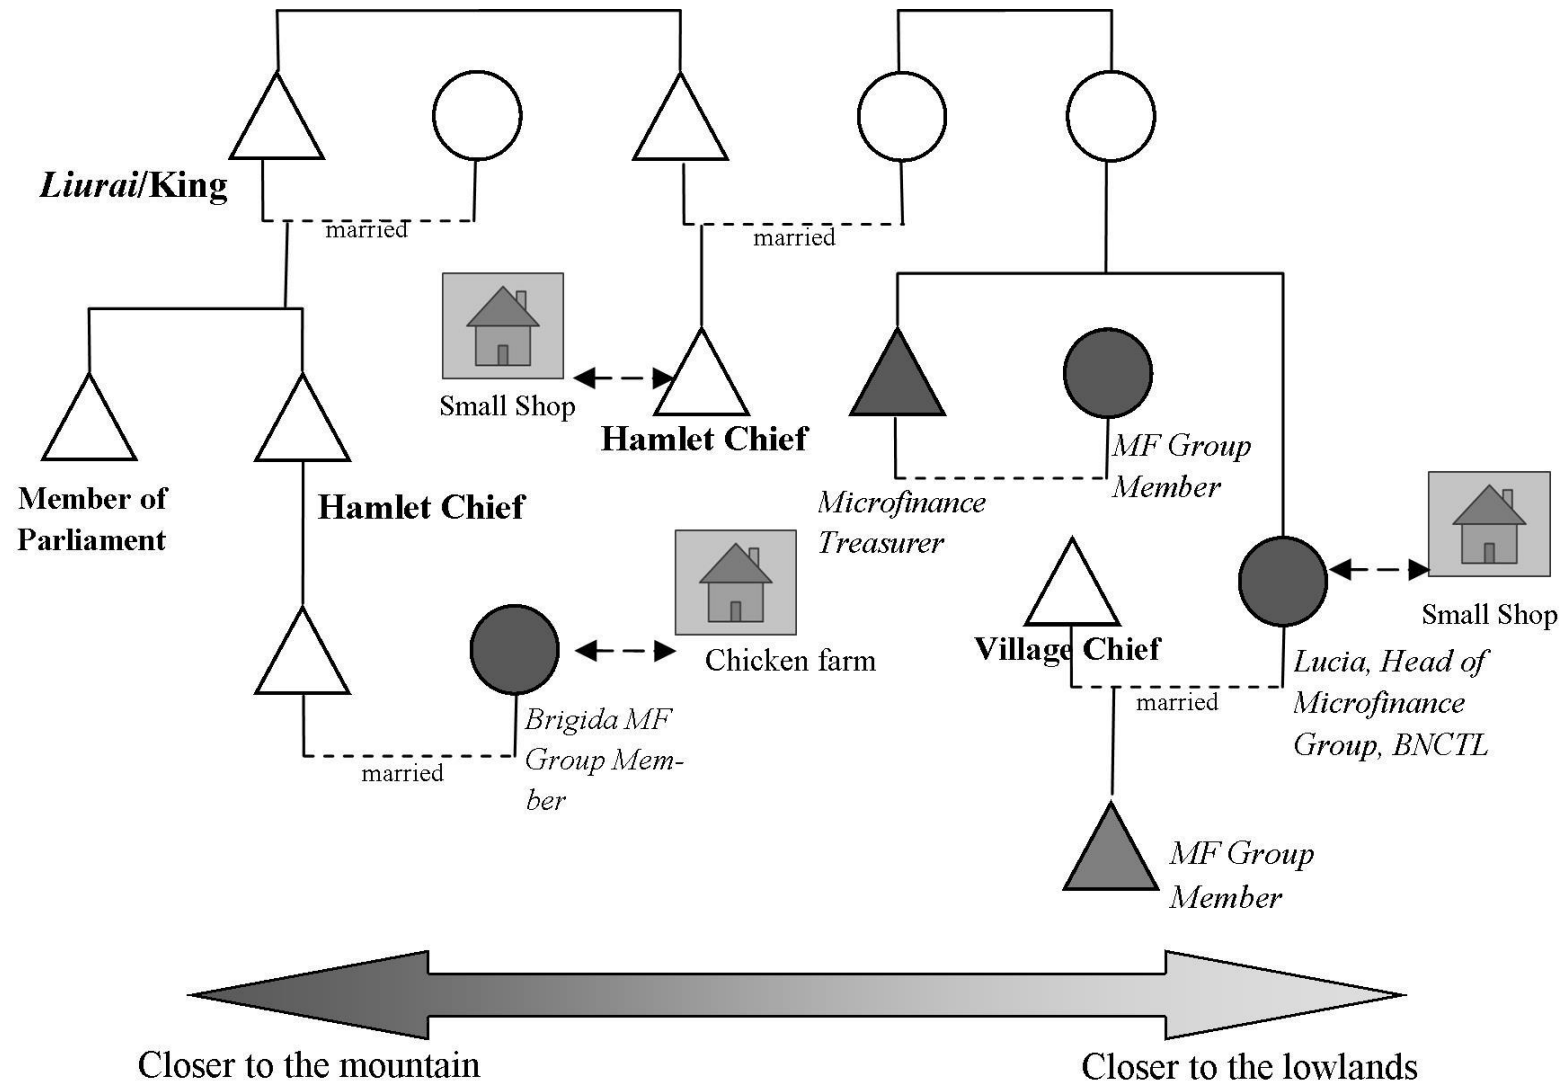 Liurai/King
married
married
Small Shop
Hamlet Chief
MF Group
Member
Member of
Parliament
Hamlet Chief
Microfinance
Treasurer
Small Shop
Chicken farm
Village Chief
Lucia, Head of
Microfinance
Group, BNCTL
married
Brigida MF
Group Mem-
ber
married
MF Group
Member
Closer to the mountain
Closer to the lowlands